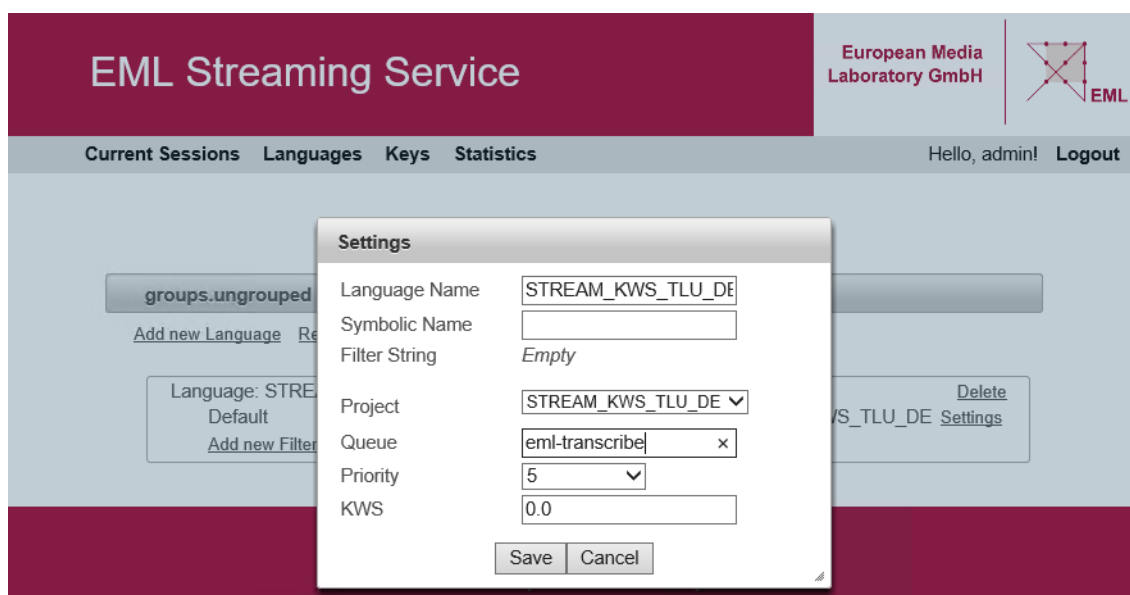 EML Streaming Service
European Media
Laboratory GmbH
EML
Current Sessions Languages Keys Statistics
Hello, admin! Logout
Settings
groups.ungrouped
Add new Language Re
Language: STRE
Default
Add new Filter
Delete
WS_TLU_DE Settings
Language Name STREAM_KWS_TLU_DE
Symbolic Name
Filter String Empty
Project STREAM_KWS_TLU_DE
Queue eml-transcribe
Priority 5
KWS 0.0
Save Cancel